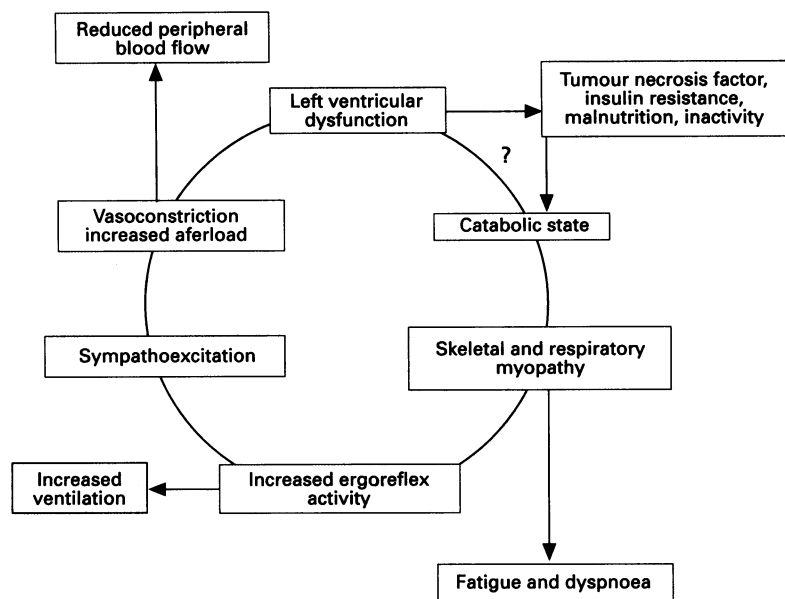 Reduced peripheral
blood flow
Left ventricular
dysfunction
Tumour necrosis factor,
insulin resistance,
malnutrition, inactivity
?
Vasoconstriction
increased aferload
Catabolic state
Sympathoexcitation
Skeletal and respiratory
myopathy
Increased
ventilation
Increased ergoreflex
activity
Fatigue and dyspnoea